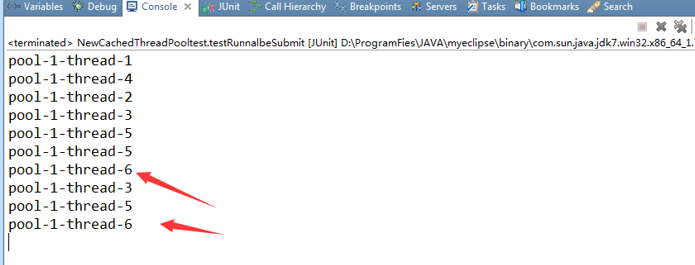 (x)= Variables Debug Console JUnit Call Hierarchy Breakpoints Servers Tasks Bookmarks Search
<terminated> NewCachedThreadPooltest.testRunnalbeSubmit [JUnit] D:\ProgramFies\JAVA\myeclipse\binary\com.sun.java.jdk7.win32.x86_64_1.
pool-1-thread-1
pool-1-thread-4
pool-1-thread-2
pool-1-thread-3
pool-1-thread-5
pool-1-thread-5
pool-1-thread-6
pool-1-thread-3
pool-1-thread-5
pool-1-thread-6